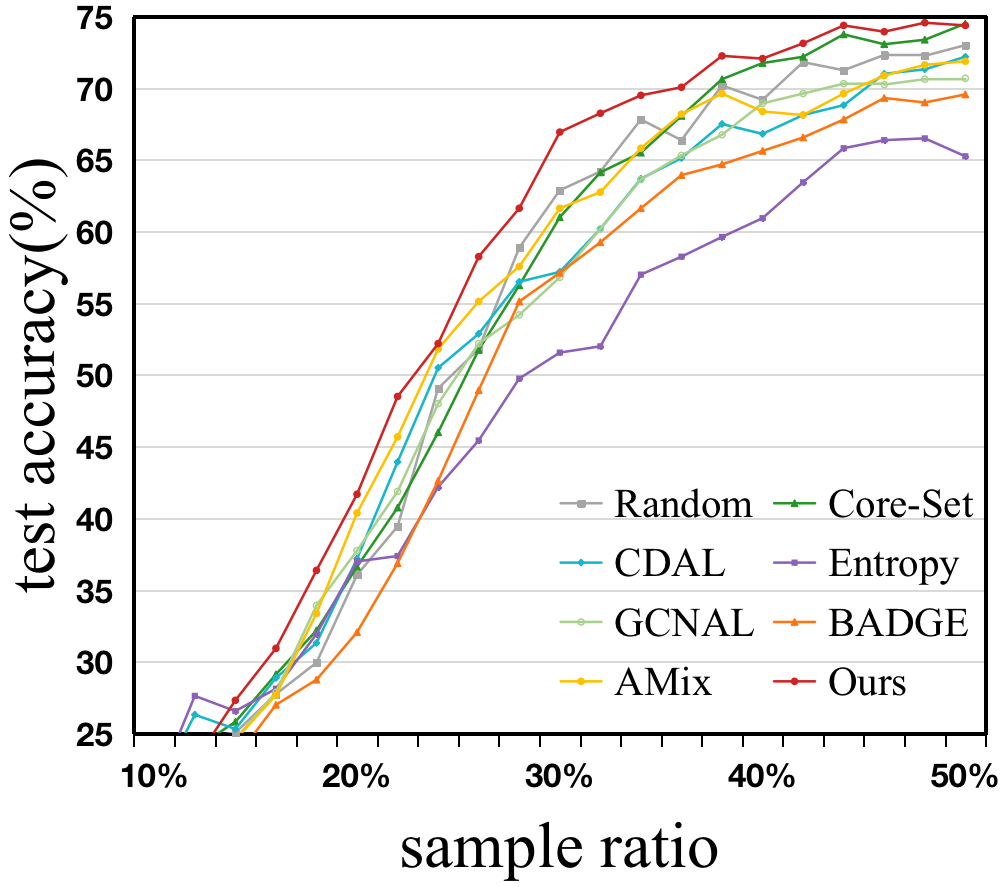 75
70
65
60
55
50
45
40
35
30
25
test accuracy(%)
Random
Core-Set
CDAL
Entropy
GCNAL
BADGE
AMix
Ours
10%
20%
30%
40%
50%
sample ratio